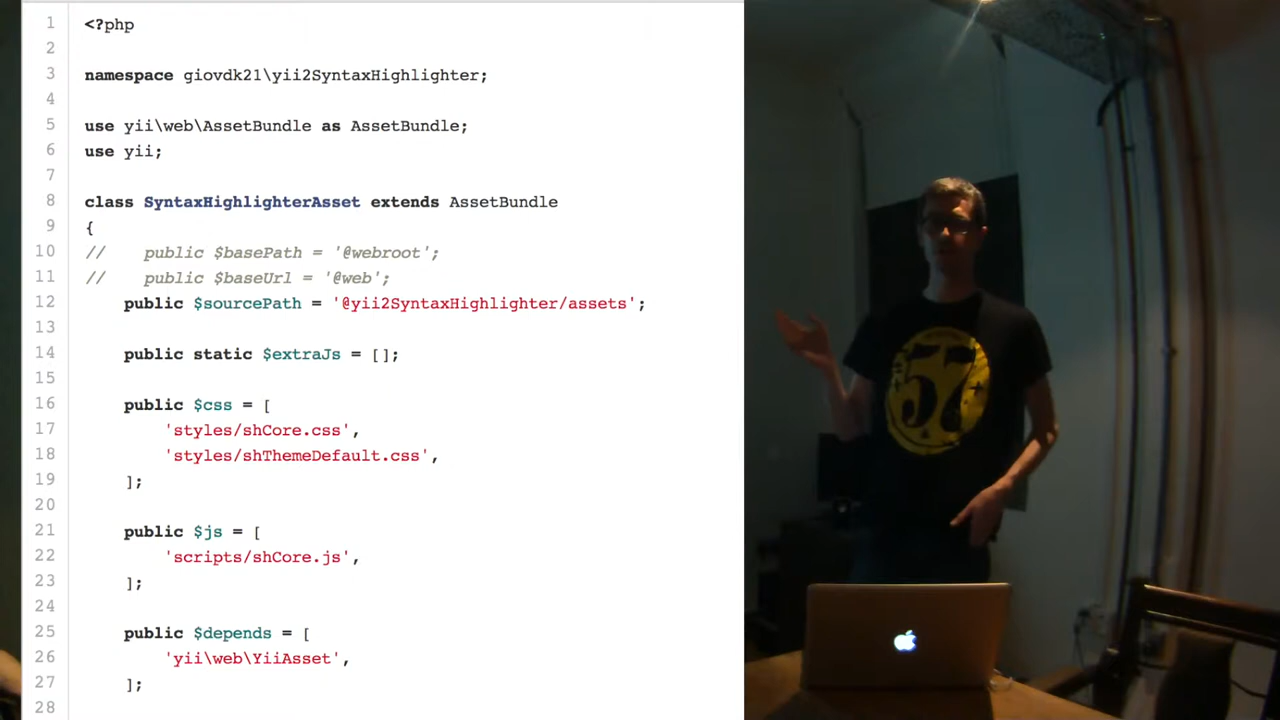 1 <?php
2
3 namespace giovdk21\yii2SyntaxHighlighter;
4
5 use yii\web\AssetBundle as AssetBundle;
6 use yii;
7
8 class SyntaxHighlighterAsset extends AssetBundle
9 {
10 //    public $basePath = '@webroot';
11 //    public $baseUrl = '@web';
12     public $sourcePath = '@yii2SyntaxHighlighter/assets';
13
14     public static $extraJs = [];
15
16     public $css = [
17         'styles/shCore.css',
18         'styles/shThemeDefault.css',
19     ];
20
21     public $js = [
22         'scripts/shCore.js',
23     ];
24
25     public $depends = [
26         'yii\web\YiiAsset',
27     ];
28
57